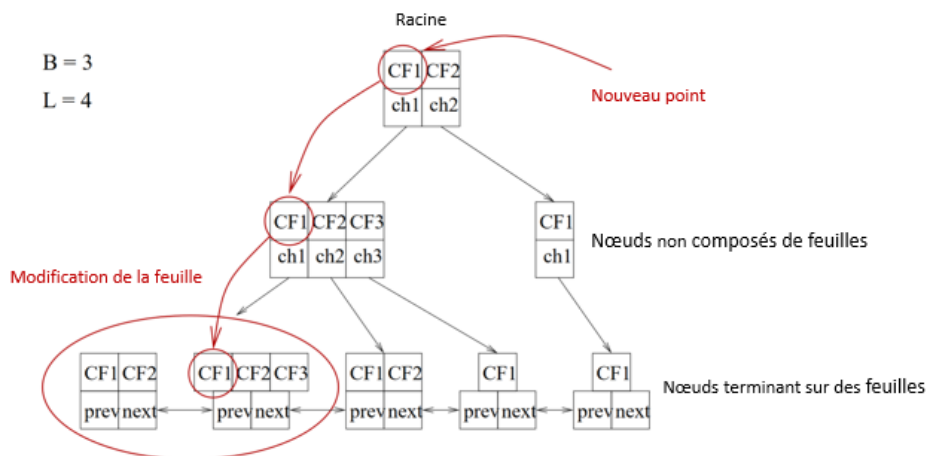 Racine
B = 3
L = 4
CF1 CF2
ch1 ch2
Nouveau point
CF1 CF2 CF3
ch1 ch2 ch3
CF1
ch1
Nœuds non composés de feuilles
Modification de la feuille
CF1 CF2
prev next
CF1 CF2 CF3
prev next
CF1 CF2
prev next
CF1
prev next
CF1
prev next
Nœuds terminant sur des feuilles